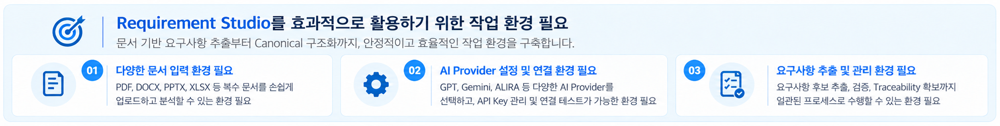 Requirement Studio를 효과적으로 활용하기 위한 작업 환경 필요
문서 기반 요구사항 추출부터 Canonical 구조화까지, 안정적이고 효율적인 작업 환경을 구축합니다.
01
다양한 문서 입력 환경 필요
PDF, DOCX, PPTX, XLSX 등 복수 문서를 손쉽게
업로드하고 분석할 수 있는 환경 필요
02
AI Provider 설정 및 연결 환경 필요
GPT, Gemini, ALIRA 등 다양한 AI Provider를
선택하고, API Key 관리 및 연결 테스트가 가능한 환경 필요
03
요구사항 추출 및 관리 환경 필요
요구사항 후보 추출, 검증, Traceability 확보까지
얼관된 프로세스로 수행할 수 있는 환경 필요